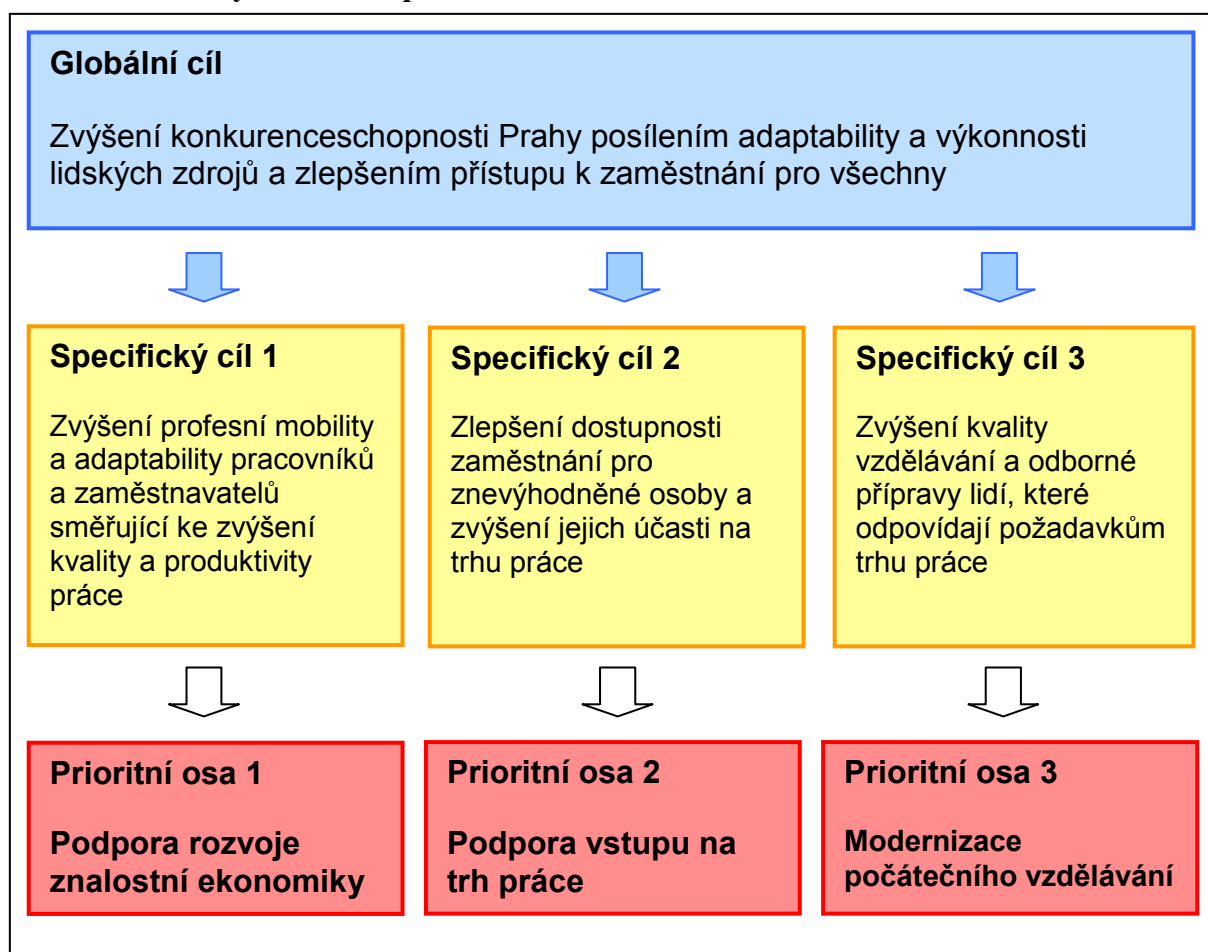 Globální cíl
Zvýšení konkurenceschopnosti Prahy posílením adaptability a výkonnosti
lidských zdrojů a zlepšením přístupu k zaměstnání pro všechny
Specifický cíl 1
Zvýšení profesní mobility
a adaptability pracovníků
a zaměstnavatelů
směřující ke zvýšení
kvality a produktivity
práce
Specifický cíl 2
Zlepšení dostupnosti
zaměstnání pro
znevýhodněné osoby a
zvýšení jejich účasti na
trhu práce
Specifický cíl 3
Zvýšení kvality
vzdělávání a odborné
přípravy lidí, které
odpovídají požadavkům
trhu práce
Prioritní osa 1
Podpora rozvoje
znalostní ekonomiky
Prioritní osa 2
Podpora vstupu na
trh práce
Prioritní osa 3
Modernizace
počátečního vzdělávání